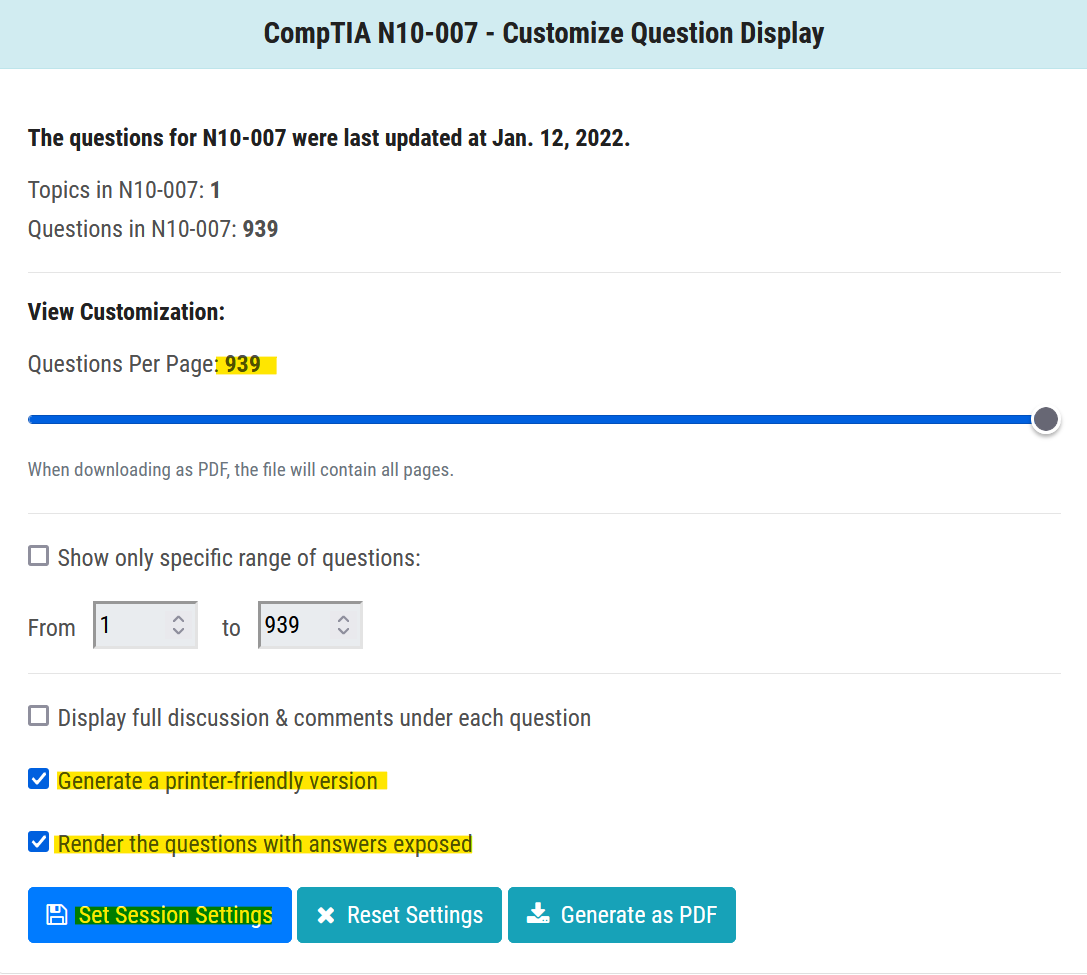 CompTIA N10-007 - Customize Question Display
The questions for N10-007 were last updated at Jan. 12, 2022.
Topics in N10-007: 1
Questions in N10-007: 939
View Customization:
Questions Per Page: 939
When downloading as PDF, the file will contain all pages.
Show only specific range of questions:
From 1 to 939
Display full discussion & comments under each question
Generate a printer-friendly version
Render the questions with answers exposed
Set Session Settings Reset Settings Generate as PDF